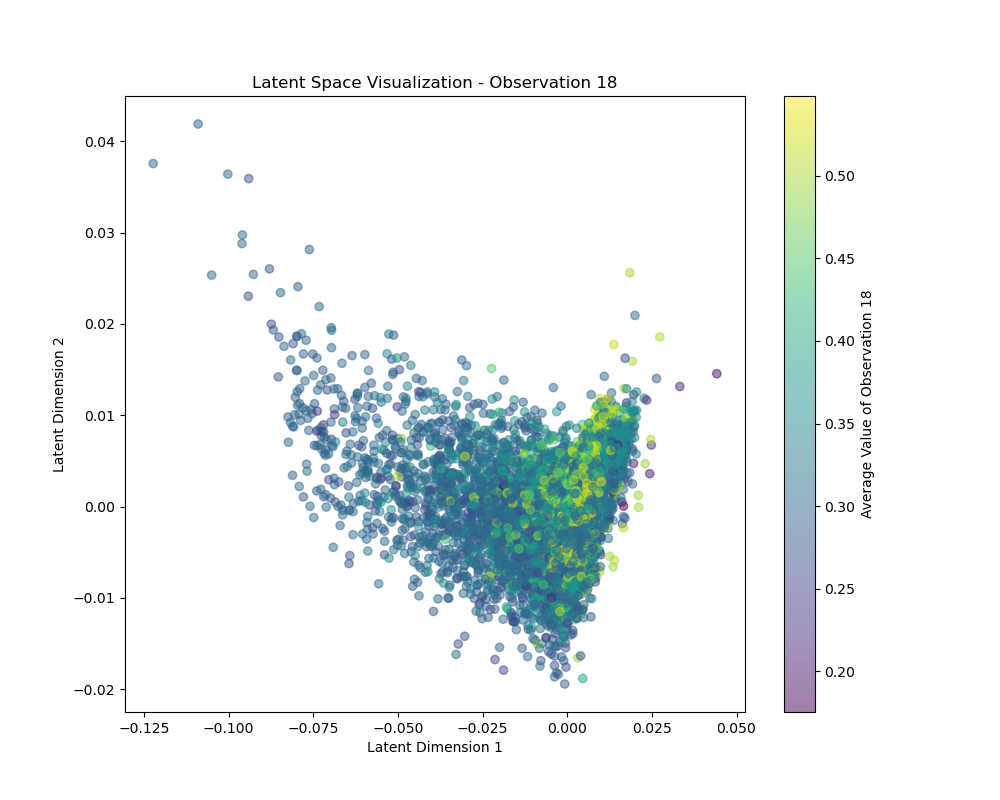 Latent Space Visualization - Observation 18
0.04
0.03
0.02
0.01
0.00
−0.01
−0.02
Latent Dimension 2
−0.125 −0.100 −0.075 −0.050 −0.025 0.000 0.025 0.050
Latent Dimension 1
0.50
0.45
0.40
0.35
0.30
0.25
0.20
Average Value of Observation 18